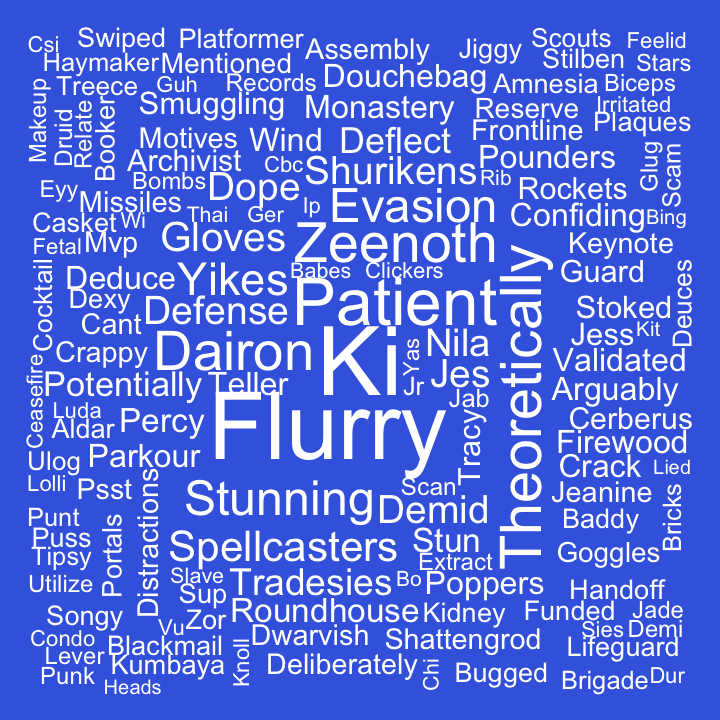 Csi Swiped Platformer Assembly Jiggy Scouts Feelid
Haymaker Mentioned Stilben Stars
Treece Guh Records Douchebag Amnesia Biceps
Makeup Druid Relate Booker Smuggling Monastery Reserve Irritated
Motives Wind Deflect Frontline Plaques
Archivist Cbc Shurikens Pounders Glug Scam
Eyy Bombs Dope Rib Rockets
Missiles Thai Ger Ip Evasion Confiding Bing
Casket Wi
Fetal Mvp Gloves Zeenoth Keynote
Cocktail Deduce Yikes Babes Clickers Guard Deuces
Dexy Defense Patient Theoretically Stoked
Cant Jess Kit
Crappy Dairon Ki Yas Nila Validated
Ceasefire Potentially Teller Jr Jes Arguably
Luda Percy Flurry Jab Cerberus
Aldar Tracy Firewood
Ulog Parkour Crack Lied
Lolli Psst Stunning Scan Jeanine
Punt Portals Distractions Demid Baddy Bricks
Puss Spellcasters Stun Goggles
Tipsy Extract
Utilize Slave Tradesies Bo Poppers Handoff
Sup
Songy Vu Zor Roundhouse Kidney Funded Jade
Condo Blackmail Dwarvish Shattengrod Sies Demi
Lever Kumbaya Knoll Deliberately Chi Lifeguard
Punk Heads Bugged Brigade Dur